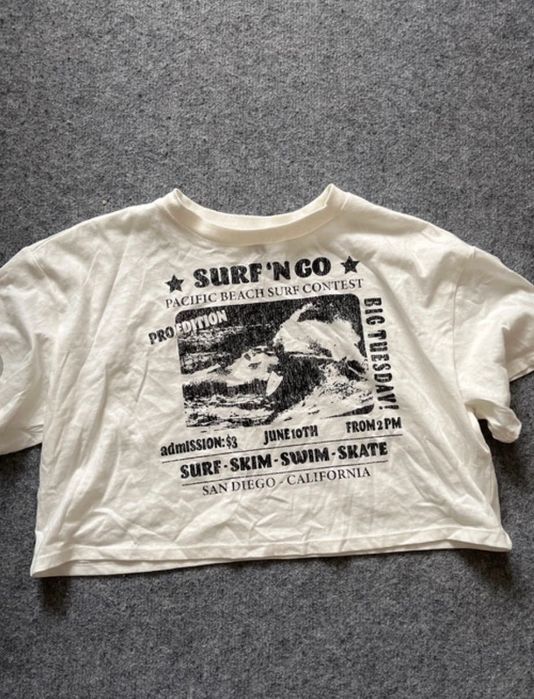 ★ SURF 'N GO ★
PACIFIC BEACH SURF CONTEST
PRO EDITION
BIG TUESDAY!
admISSION: $3 JUNE 10TH FROM 2 PM
SURF - SKIM - SWIM - SKATE
SAN DIEGO - CALIFORNIA